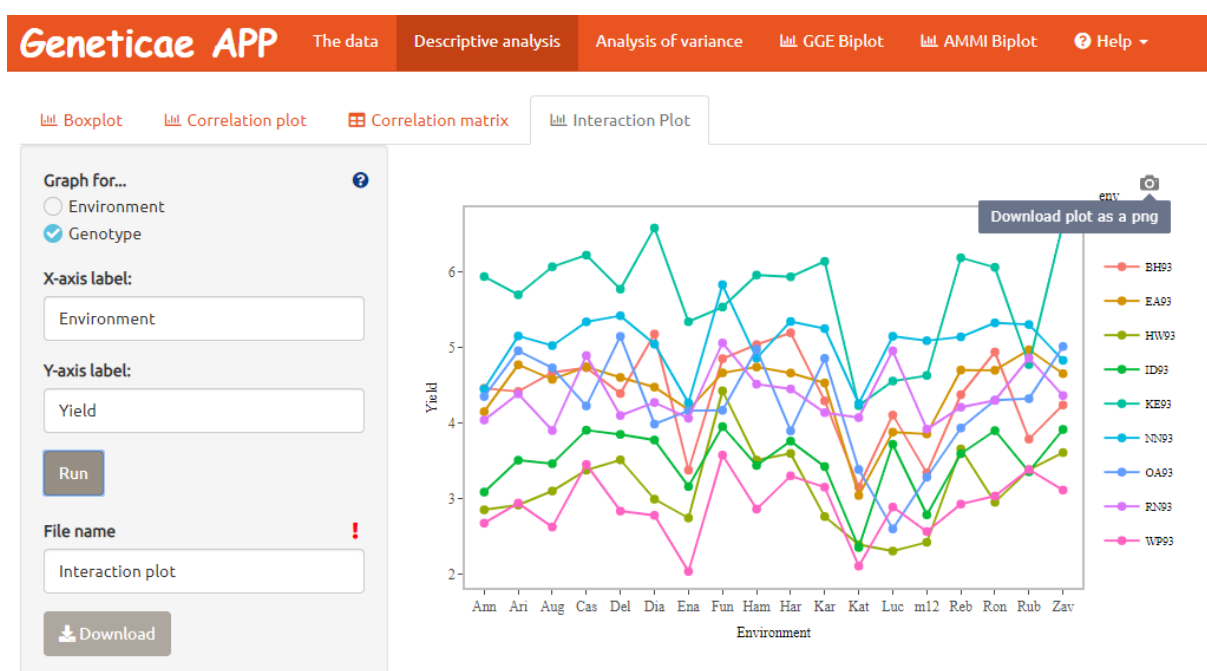 Geneticae APP The data Descriptive analysis Analysis of variance GGE Biplot AMMI Biplot Help
Boxplot Correlation plot Correlation matrix Interaction Plot
Graph for...
Environment
Genotype
X-axis label:
Environment
Y-axis label:
Yield
Run
File name
Interaction plot
Download
env
Download plot as a png
BH93
EA93
HW93
ID93
KE93
NN93
OA93
RN93
WP93
Yield
6
5
4
3
2
Ann Ari Aug Cas Del Dia Ena Fun Ham Har Kar Kat Luc m12 Reb Ron Rub Zav
Environment